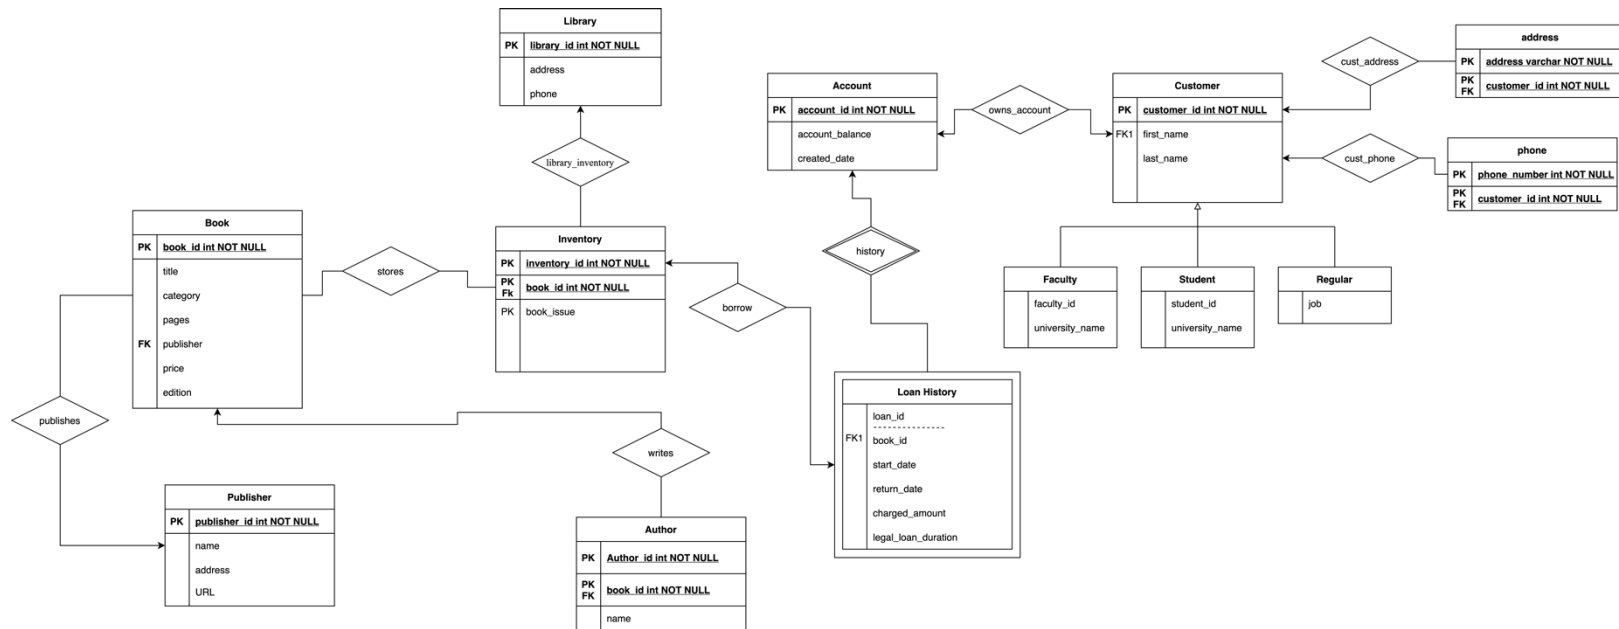 Library
PK library_id int NOT NULL
address
phone
library_inventory
Account
PK account_id int NOT NULL
account_balance
created_date
owns_account
Customer
PK customer_id int NOT NULL
FK1 first_name
last_name
cust_address
address
PK address varchar NOT NULL
PK FK customer_id int NOT NULL
cust_phone
phone
PK phone_number int NOT NULL
PK FK customer_id int NOT NULL
Book
PK book_id int NOT NULL
title
category
pages
FK publisher
price
edition
stores
Inventory
PK inventory_id int NOT NULL
PK Fk book_id int NOT NULL
PK book_issue
borrow
history
Faculty
faculty_id
university_name
Student
student_id
university_name
Regular
job
Loan History
loan_id
FK1 book_id
start_date
return_date
charged_amount
legal_loan_duration
publishes
writes
Publisher
PK publisher_id int NOT NULL
name
address
URL
Author
PK Author_id int NOT NULL
PK FK book_id int NOT NULL
name